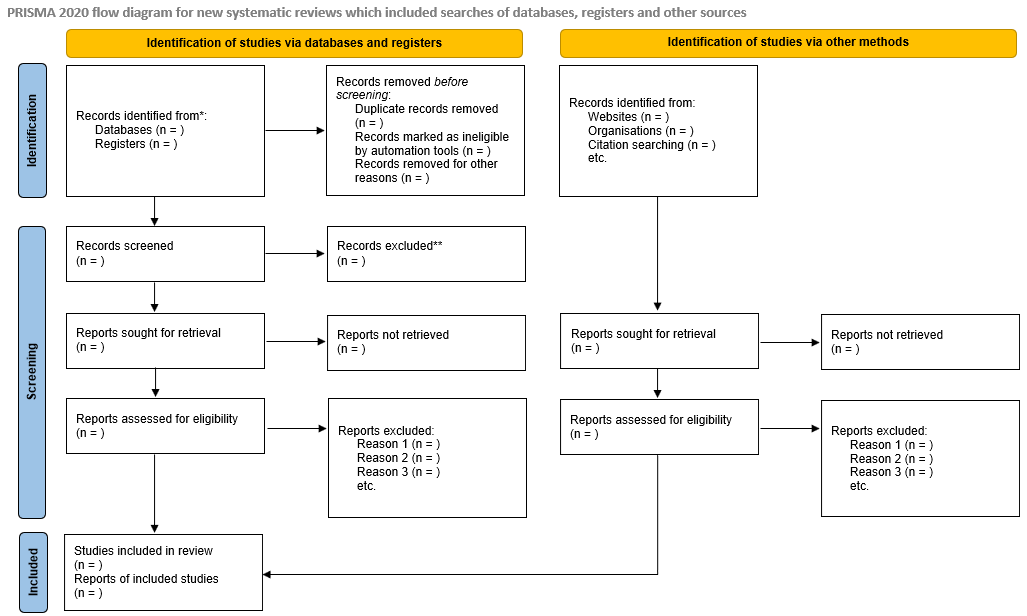 PRISMA 2020 flow diagram for new systematic reviews which included searches of databases, registers and other sources
Identification of studies via databases and registers
Identification of studies via other methods
Identification
Records identified from*:
Databases (n = )
Registers (n = )
Records removed before
screening:
Duplicate records removed
(n = )
Records marked as ineligible
by automation tools (n = )
Records removed for other
reasons (n = )
Records identified from:
Websites (n = )
Organisations (n = )
Citation searching (n = )
etc.
Screening
Records screened
(n = )
Records excluded**
(n = )
Reports sought for retrieval
(n = )
Reports not retrieved
(n = )
Reports sought for retrieval
(n = )
Reports not retrieved
(n = )
Reports assessed for eligibility
(n = )
Reports excluded:
Reason 1 (n = )
Reason 2 (n = )
Reason 3 (n = )
etc.
Reports assessed for eligibility
(n = )
Reports excluded:
Reason 1 (n = )
Reason 2 (n = )
Reason 3 (n = )
etc.
Included
Studies included in review
(n = )
Reports of included studies
(n = )